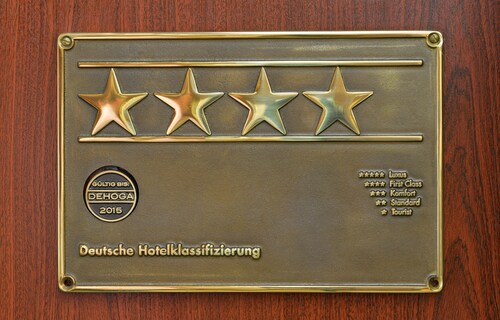 GÜLTIG BIS:
DEHOGA
2015
★★★★★ Luxus
★★★★ First Class
★★★ Komfort
★★ Standard
★ Tourist
Deutsche Hotelklassifizierung